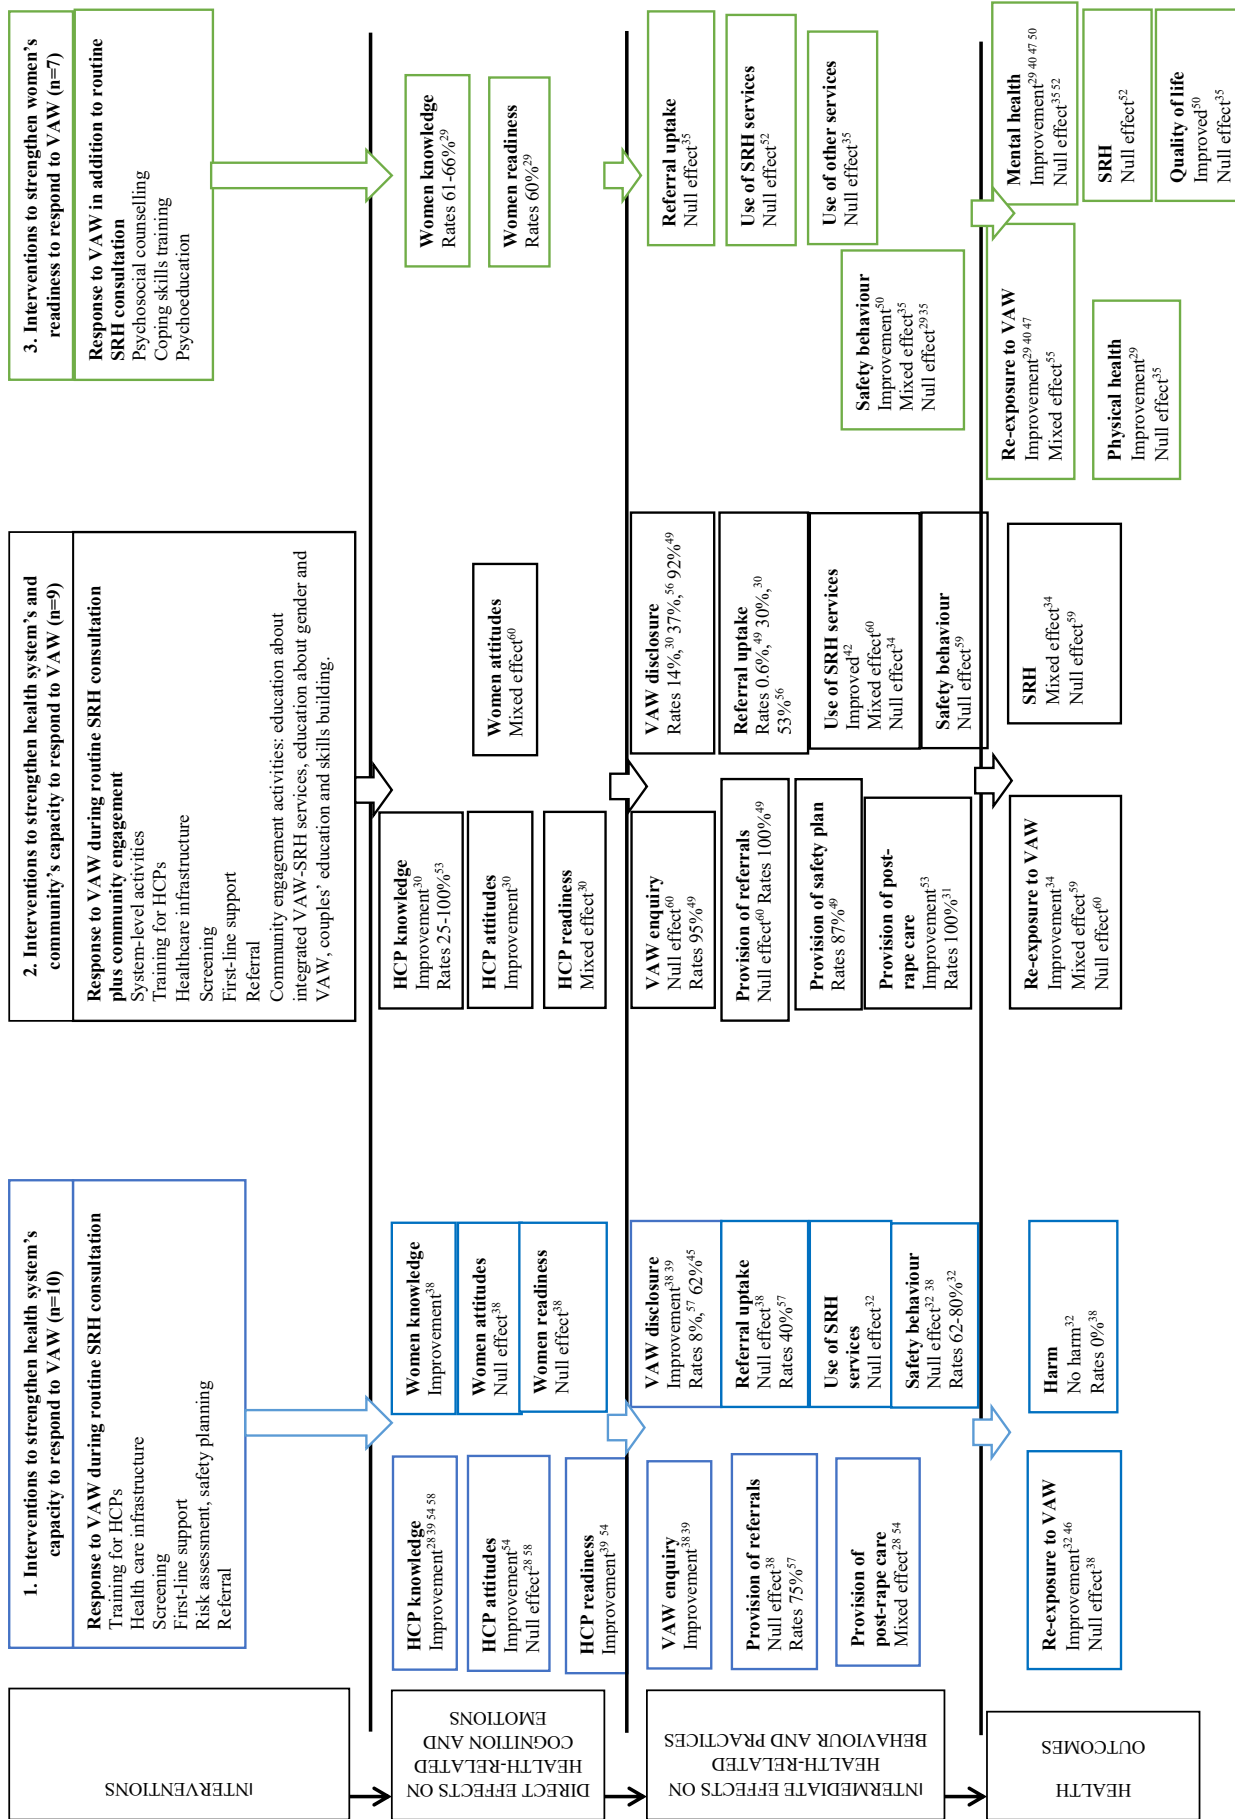 INTERVENTIONS
1. Interventions to strengthen health system's
capacity to respond to VAW (n=10)
Response to VAW during routine SRH consultation
Training for HCPs
Health care infrastructure
Screening
First-line support
Risk assessment, safety planning
Referral
2. Interventions to strengthen health system's and
community's capacity to respond to VAW (n=9)
Response to VAW during routine SRH consultation
plus community engagement
System-level activities
Training for HCPs
Healthcare infrastructure
Screening
First-line support
Referral
Community engagement activities: education about
integrated VAW-SRH services, education about gender and
VAW, couples' education and skills building.
3. Interventions to strengthen women's
readiness to respond to VAW (n=7)
Response to VAW in addition to routine
SRH consultation
Psychosocial counselling
Coping skills training
Psychoeducation
DIRECT EFFECTS ON
HEALTH-RELATED
COGNITION AND
EMOTIONS
HCP knowledge
Improvement28 39 54 58
HCP attitudes
Improvement54
Null effect28 58
HCP readiness
Improvement39 54
Women knowledge
Improvement38
Women attitudes
Null effect38
Women readiness
Null effect38
HCP knowledge
Improvement30
Rates 25-100%53
HCP attitudes
Improvement30
HCP readiness
Mixed effect30
Women attitudes
Mixed effect60
Women knowledge
Rates 61-66%29
Women readiness
Rates 60%29
INTERMEDIATE EFFECTS ON
HEALTH-RELATED
BEHAVIOUR AND PRACTICES
VAW enquiry
Improvement38 39
Provision of referrals
Null effect38
Rates 75%57
Provision of
post-rape care
Mixed effect28 54
VAW disclosure
Improvement38 39
Rates 8%,57 62%45
Referral uptake
Null effect38
Rates 40%57
Use of SRH
services
Null effect32
Safety behaviour
Null effect32 38
Rates 62-80%32
VAW enquiry
Null effect60
Rates 95%49
Provision of referrals
Null effect60 Rates 100%49
Provision of safety plan
Rates 87%49
Provision of post-
rape care
Improvement53
Rates 100%31
VAW disclosure
Rates 14%,30 37%,56 92%49
Referral uptake
Rates 0.6%,49 30%,30
53%56
Use of SRH services
Improved42
Mixed effect60
Null effect34
Safety behaviour
Null effect59
Referral uptake
Null effect35
Use of SRH services
Null effect52
Use of other services
Null effect35
Safety behaviour
Improvement50
Mixed effect35
Null effect29 35
HEALTH
OUTCOMES
Re-exposure to VAW
Improvement32 46
Null effect38
Harm
No harm32
Rates 0%38
Re-exposure to VAW
Improvement34
Mixed effect59
Null effect60
SRH
Mixed effect34
Null effect59
Re-exposure to VAW
Improvement29 40 47
Mixed effect55
Physical health
Improvement29
Null effect35
Mental health
Improvement29 40 47 50
Null effect35 52
SRH
Null effect52
Quality of life
Improved50
Null effect35